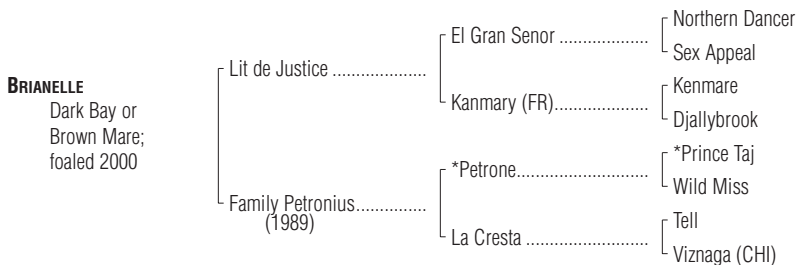 Northern Dancer
El Gran Senor ....................
Sex Appeal
Lit de Justice ....................
BRIANELLE
Kenmare
Dark Bay or
Kanmary (FR)....................
Brown Mare;
Djallybrook
foaled 2000
*Prince Taj
*Petrone............................
Wild Miss
Family Petronius...............
(1989)
Tell
La Cresta ..........................
Viznaga (CHI)